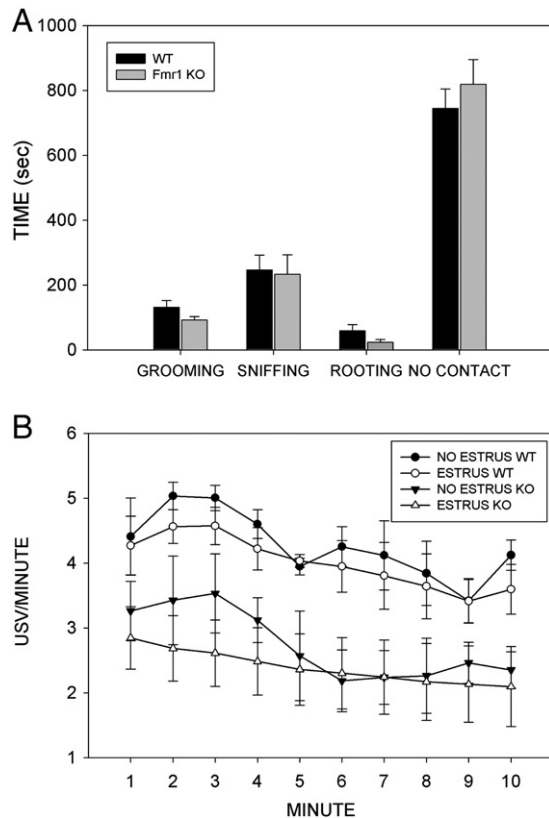 A
1000
800
600
400
200
0
TIME (sec)
WT
Fmr1 KO
GROOMING SNIFFING ROOTING NO CONTACT
B
6
5
4
3
2
1
USV/MINUTE
NO ESTRUS WT
ESTRUS WT
NO ESTRUS KO
ESTRUS KO
1 2 3 4 5 6 7 8 9 10
MINUTE